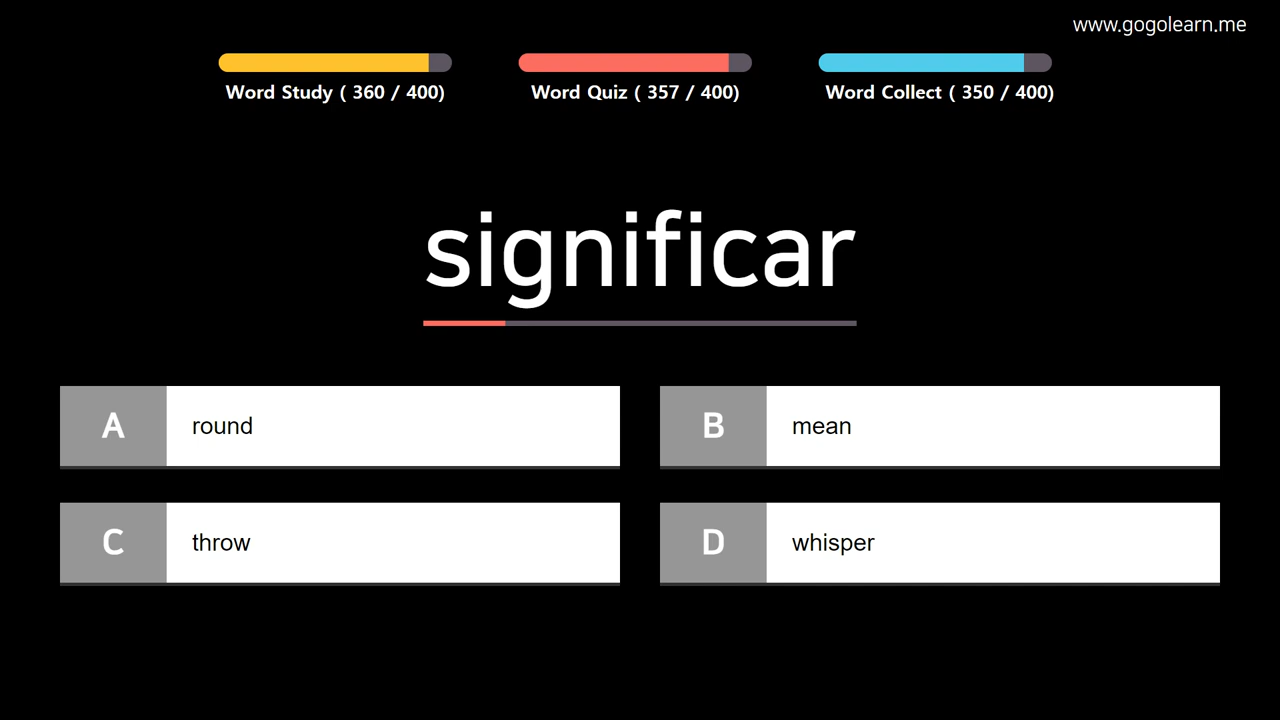 www.gogolearn.me
Word Study ( 360 / 400)
Word Quiz ( 357 / 400)
Word Collect ( 350 / 400)
significar
A round
B mean
C throw
D whisper